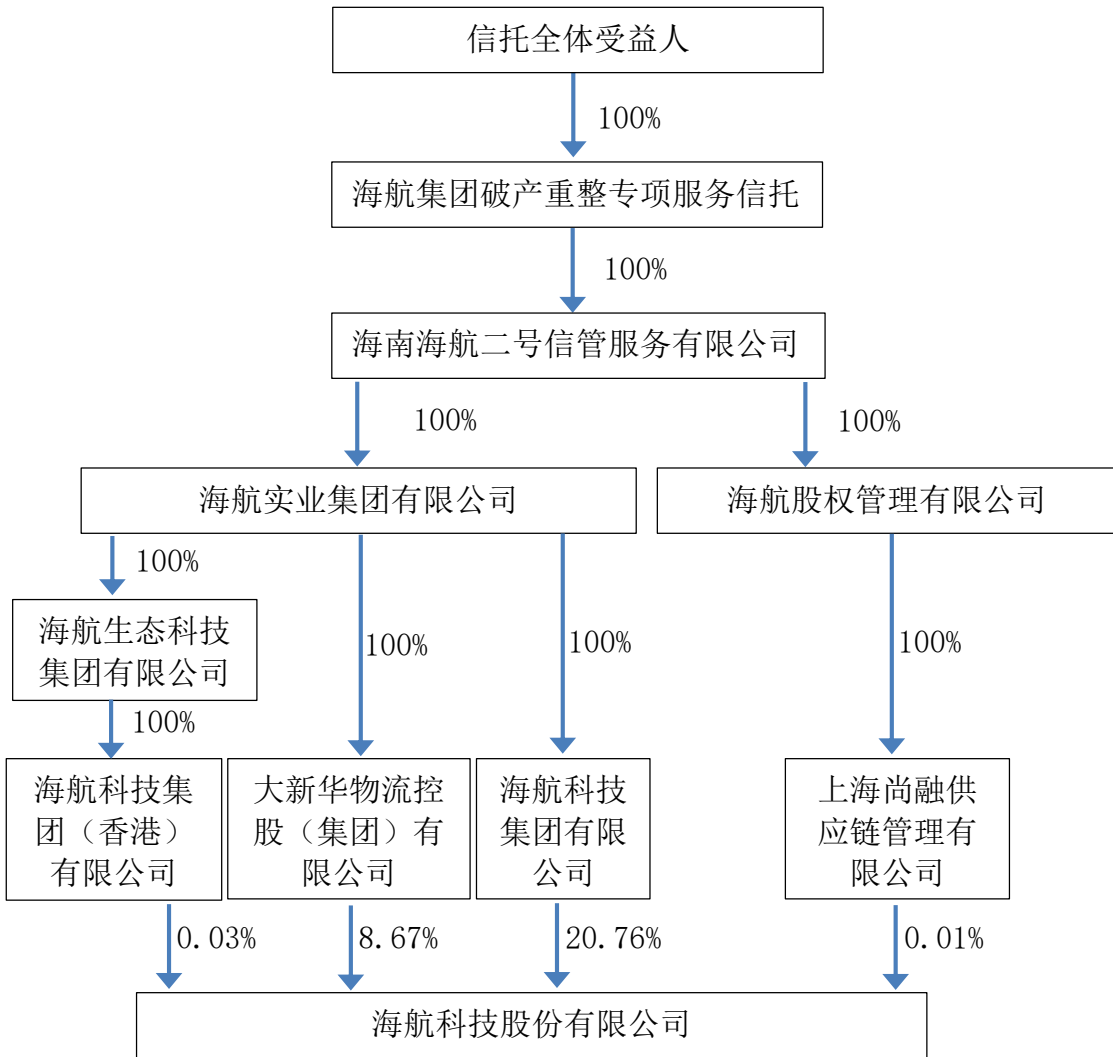 信托全体受益人
100%
海航集团破产重整专项服务信托
100%
海南海航二号信管服务有限公司
100%
100%
海航实业集团有限公司
海航股权管理有限公司
100%
海航生态科技
集团有限公司
100%
100%
100%
100%
海航科技集
团（香港）
有限公司
大新华物流控
股（集团）有
限公司
海航科技
集团有限
公司
上海尚融供
应链管理有
限公司
0.03%
8.67%
20.76%
0.01%
海航科技股份有限公司